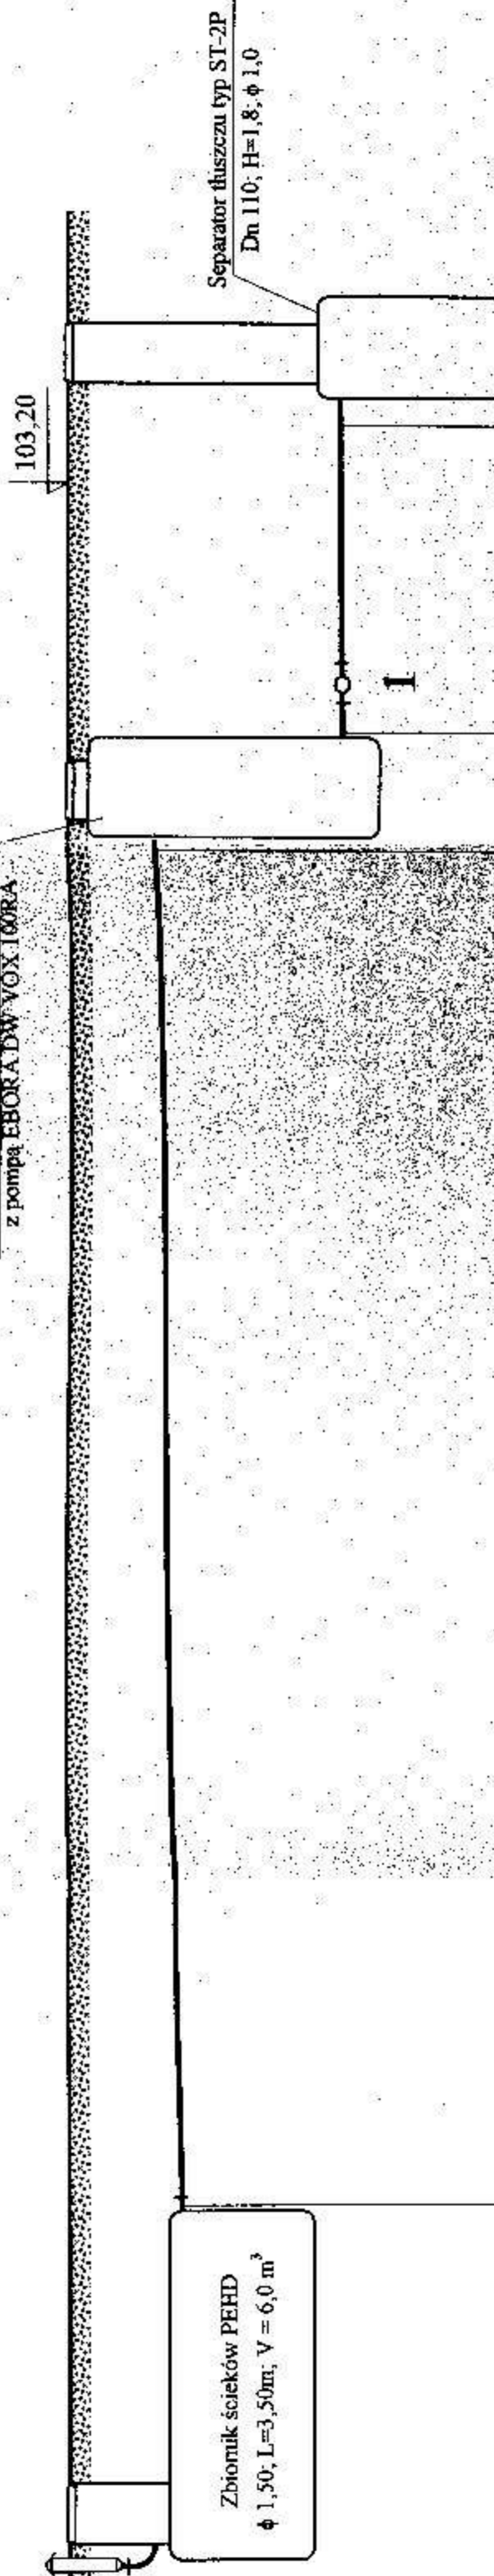 Zbiornik ścieków PEHD
ϕ 1,50; L=3,50m; V = 6,0 m³
z pompą EBORA DW VOX 100RA
1
103,20
Separator tłuszczu typ ST-2P
Dn 110; H=1,8; ϕ 1,0